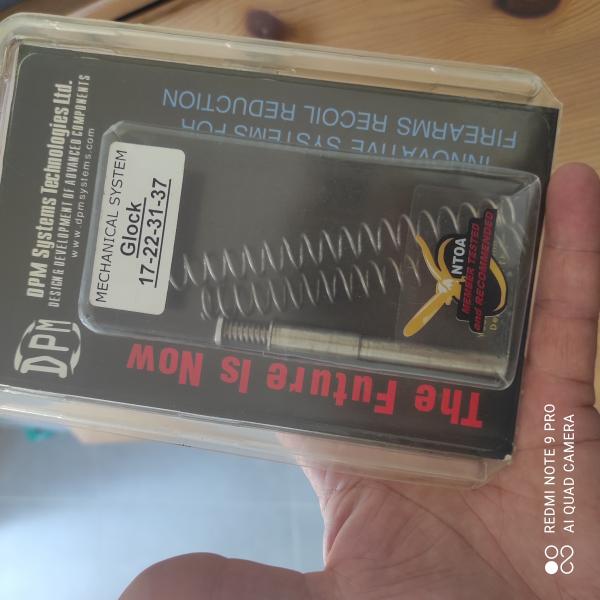 DPM
DPM Systems Technologies Ltd.
DESIGN & DEVELOPMENT OF ADVANCED COMPONENTS
www.dpmsystems.com
INNOVATIVE SYSTEMS FOR
FIREARMS RECOIL REDUCTION
MECHANICAL SYSTEM
Glock
17-22-31-37
NTOA
MEMBER TESTED
and RECOMMENDED
The Future Is Now
REDMI NOTE 9 PRO
AI QUAD CAMERA